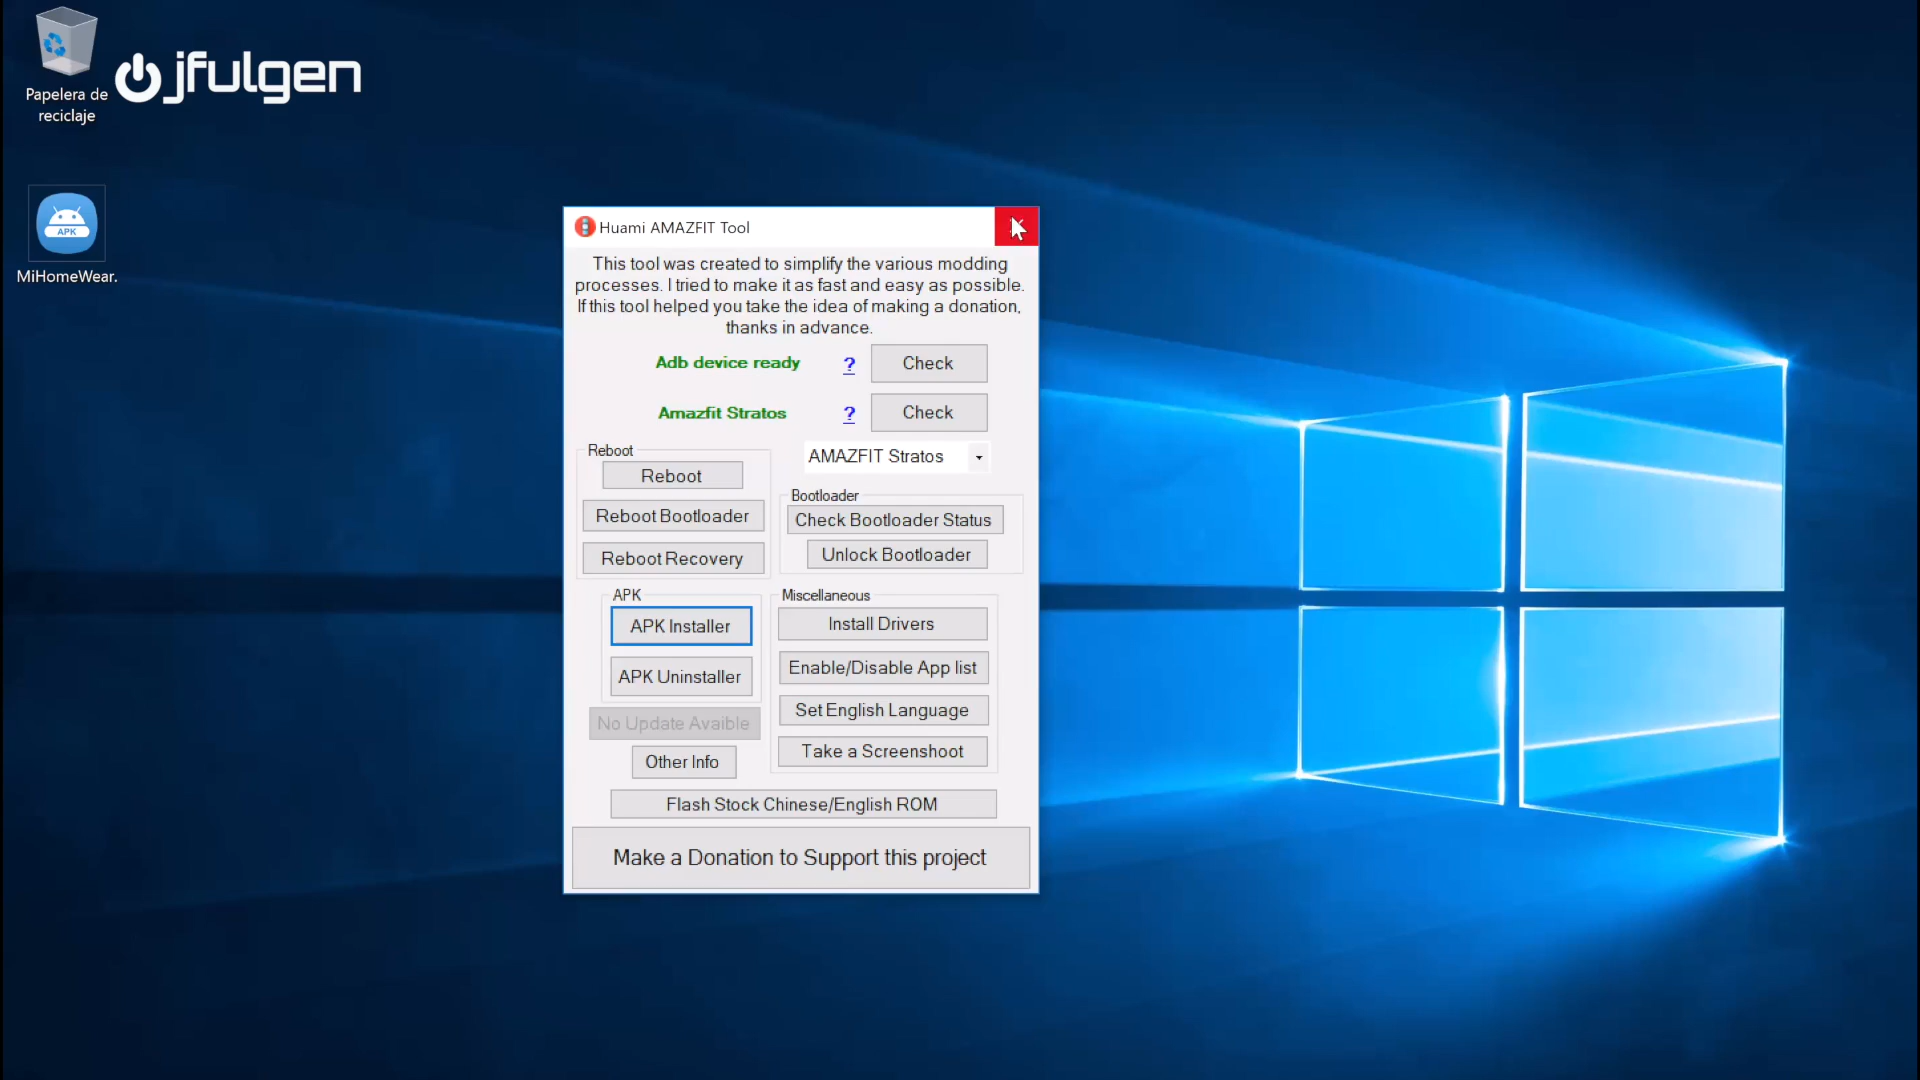 jfulgen
Papelera de
reciclaje
APK
MiHomeWear.
Huami AMAZFIT Tool
This tool was created to simplify the various modding
processes. I tried to make it as fast and easy as possible.
If this tool helped you take the idea of making a donation,
thanks in advance.
Adb device ready ? Check
Amazfit Stratos ? Check
AMAZFIT Stratos
Reboot
Reboot
Reboot Bootloader
Reboot Recovery
Bootloader
Check Bootloader Status
Unlock Bootloader
APK
APK Installer
APK Uninstaller
No Update Avaible
Other Info
Miscellaneous
Install Drivers
Enable/Disable App list
Set English Language
Take a Screenshoot
Flash Stock Chinese/English ROM
Make a Donation to Support this project